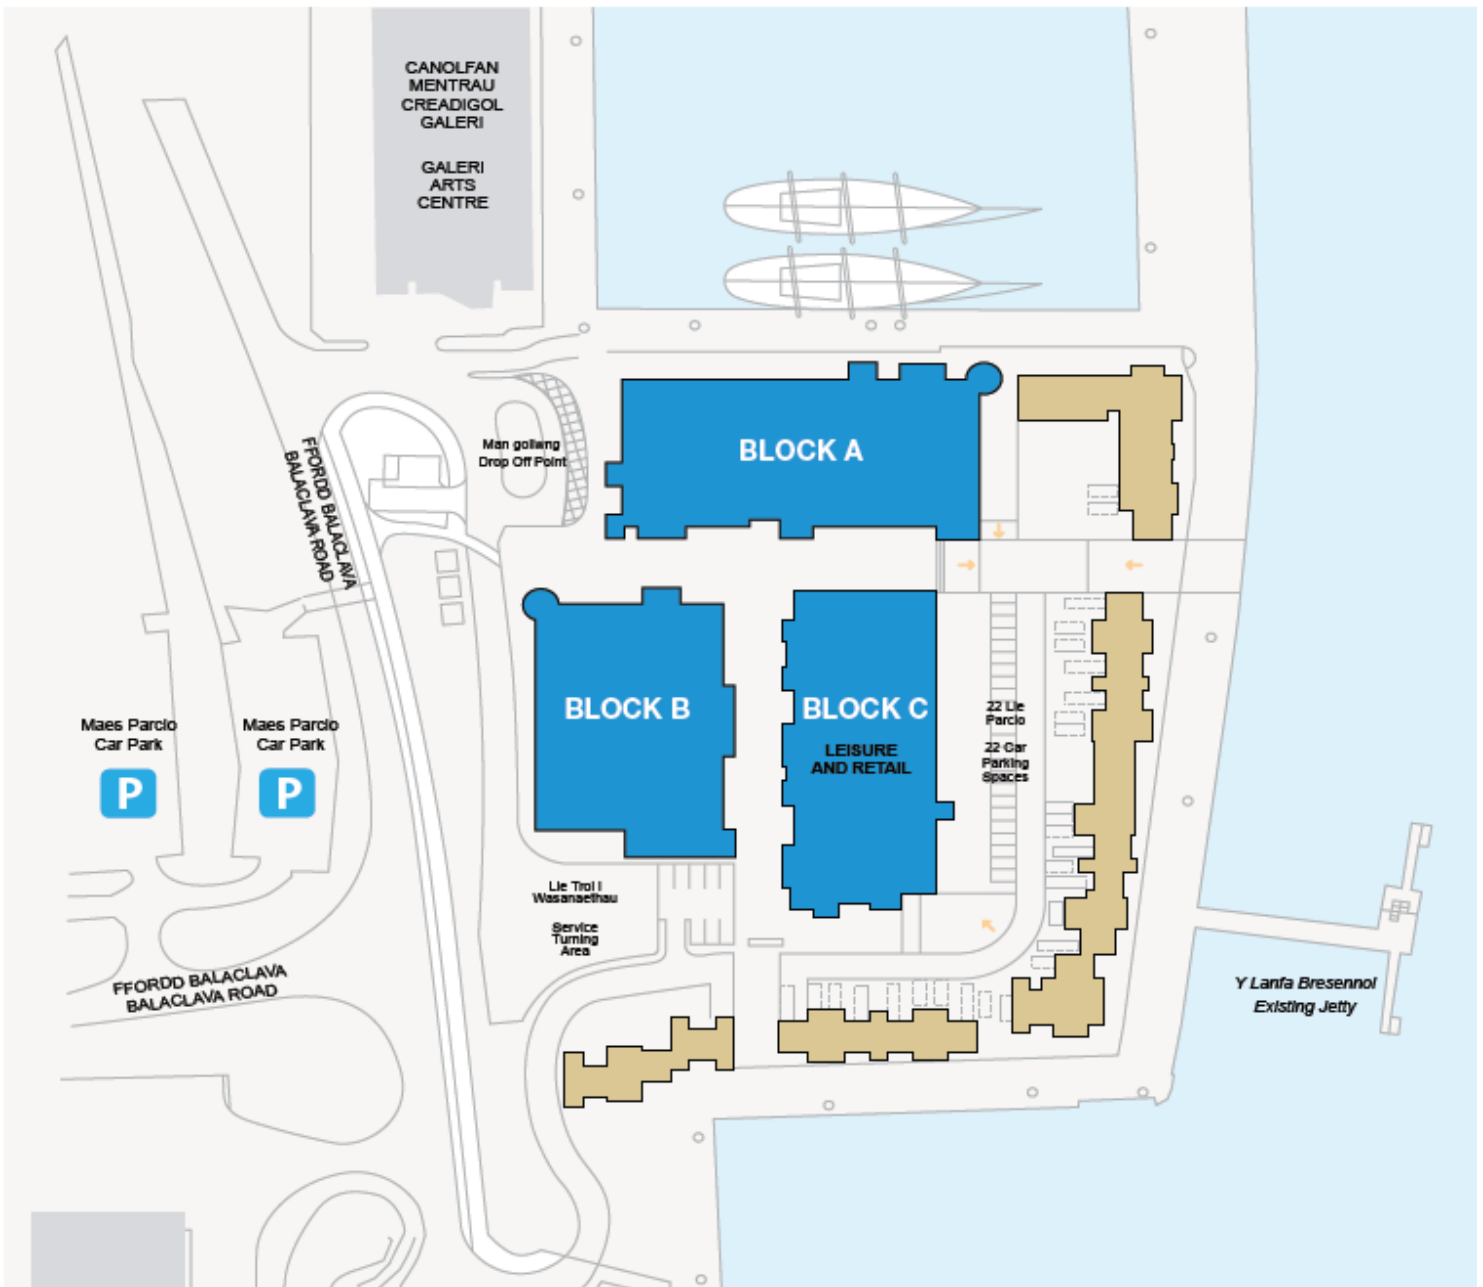 CANOLFAN
MENTRAU
CREADIGOL
GALERI
GALERI
ARTS
CENTRE
BLOCK A
Man gollwng
Drop Off Point
FFORDD BALACLAVA
BALACLAVA ROAD
BLOCK B
BLOCK C
LEISURE
AND RETAIL
22 Lle
Parcio
22 Car
Parking
Spaces
Maes Parcio
Car Park
P
Maes Parcio
Car Park
P
Lle Troi i
Wasanaethau
Service
Turning
Area
FFORDD BALACLAVA
BALACLAVA ROAD
Y Lanfa Bresennol
Existing Jetty